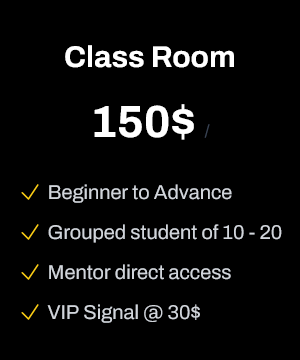 Class Room
150$ /
Beginner to Advance
Grouped student of 10 - 20
Mentor direct access
VIP Signal @ 30$